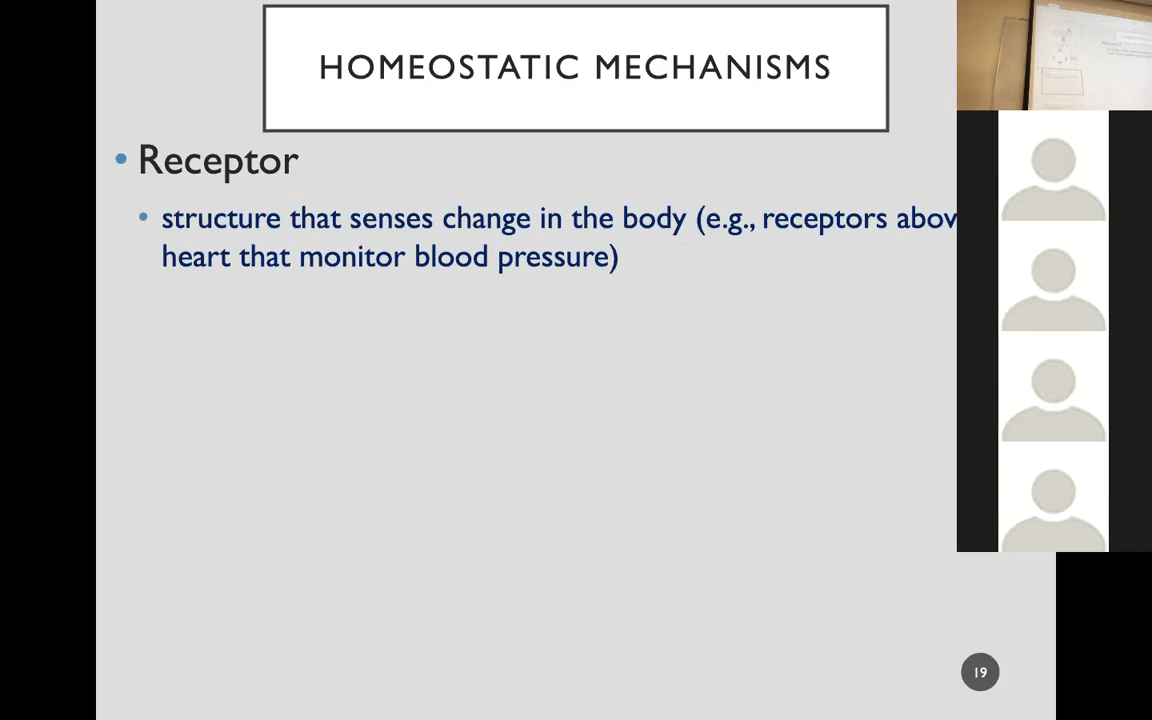 HOMEOSTATIC MECHANISMS
• Receptor
• structure that senses change in the body (e.g., receptors abov
heart that monitor blood pressure)
19